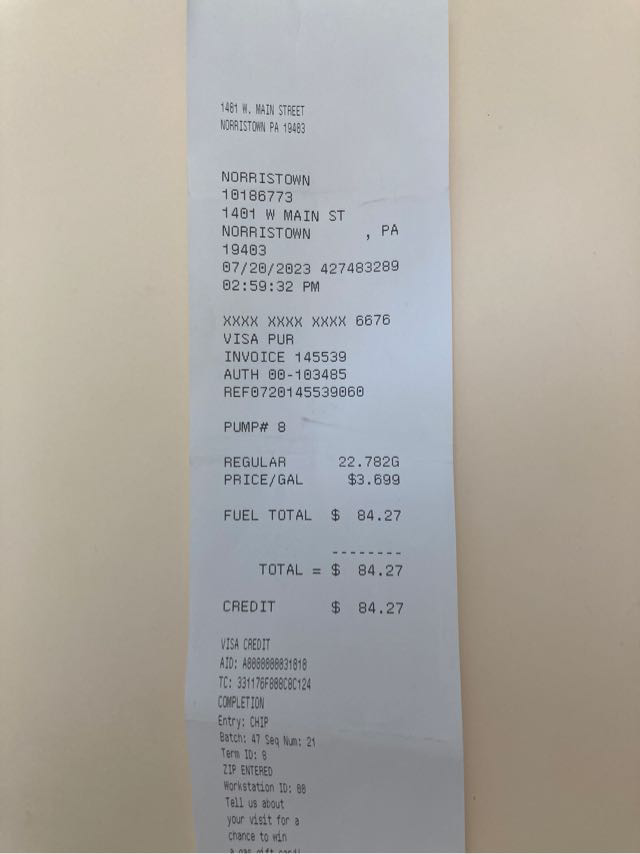 1401 W. MAIN STREET
NORRISTOWN PA 19403
NORRISTOWN
10186773
1401 W MAIN ST
NORRISTOWN , PA
19403
07/20/2023 427483289
02:59:32 PM
XXXX XXXX XXXX 6676
VISA PUR
INVOICE 145539
AUTH 00-103485
REF0720145539060
PUMP# 8
REGULAR 22.782G
PRICE/GAL $3.699
FUEL TOTAL $ 84.27
--------
TOTAL = $ 84.27
CREDIT $ 84.27
VISA CREDIT
AID: A0000000031010
TC:
COMPLETION
Entry: CHIP
Batch: 47 Seq Num: 21
Term ID: 8
ZIP ENTERED
Workstation ID: 00
Tell us about
your visit for a
chance to win
a gas gift card!